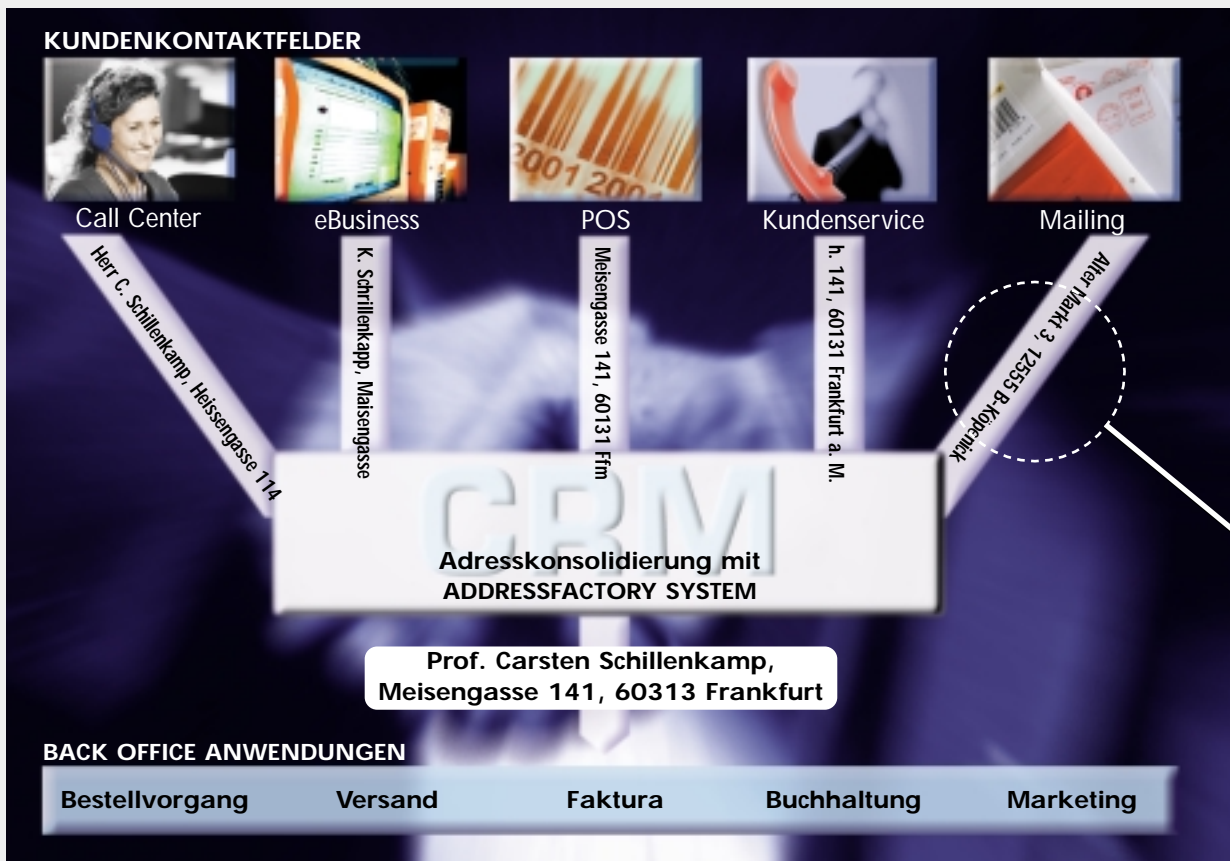 KUNDENKONTAKTFELDER
2001 2001
Call Center
eBusiness
POS
Kundenservice
Mailing
Herr C. Schillenkamp, Heissengasse 114
K. Schrillenkapp, Maisengasse
Meisengasse 141, 60131 Ffm
h. 141, 60131 Frankfurt a. M.
Alter Markt 3, 12555 B-Köpenick
CRM
Adresskonsolidierung mit
ADDRESSFACTORY SYSTEM
Prof. Carsten Schillenkamp,
Meisengasse 141, 60313 Frankfurt
BACK OFFICE ANWENDUNGEN
Bestellvorgang
Versand
Faktura
Buchhaltung
Marketing